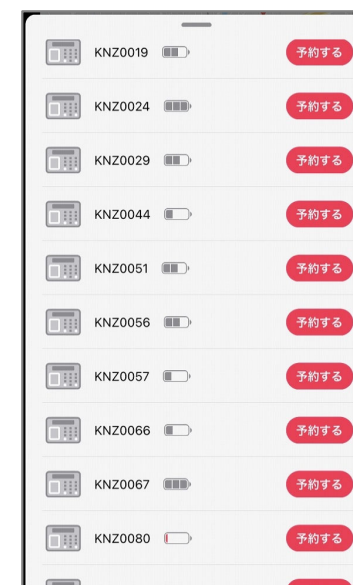 KNZ0019 予約する
KNZ0024 予約する
KNZ0029 予約する
KNZ0044 予約する
KNZ0051 予約する
KNZ0056 予約する
KNZ0057 予約する
KNZ0066 予約する
KNZ0067 予約する
KNZ0080 予約する